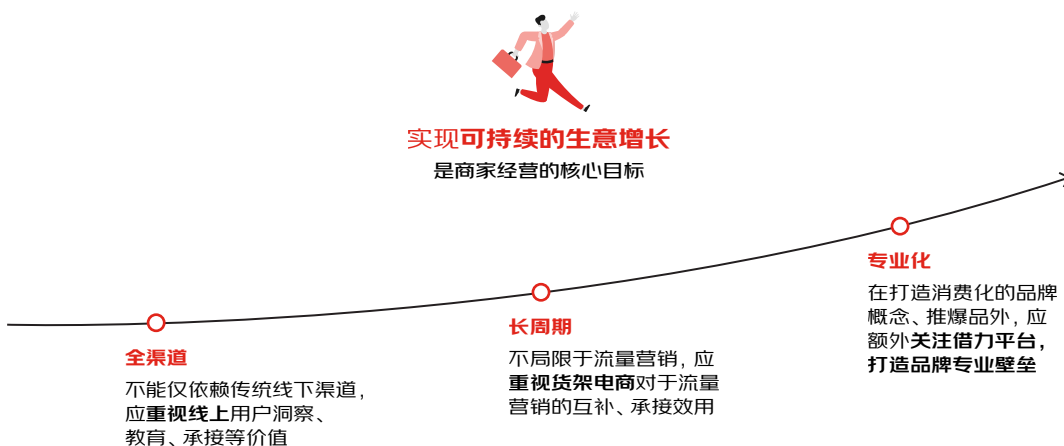 实现可持续的生意增长
是商家经营的核心目标
全渠道
不能仅依赖传统线下渠道，
应重视线上用户洞察、
教育、承接等价值
长周期
不局限于流量营销，应
重视货架电商对于流量
营销的互补、承接效用
专业化
在打造消费化的品牌
概念、推爆品外，应
额外关注借力平台，
打造品牌专业壁垒